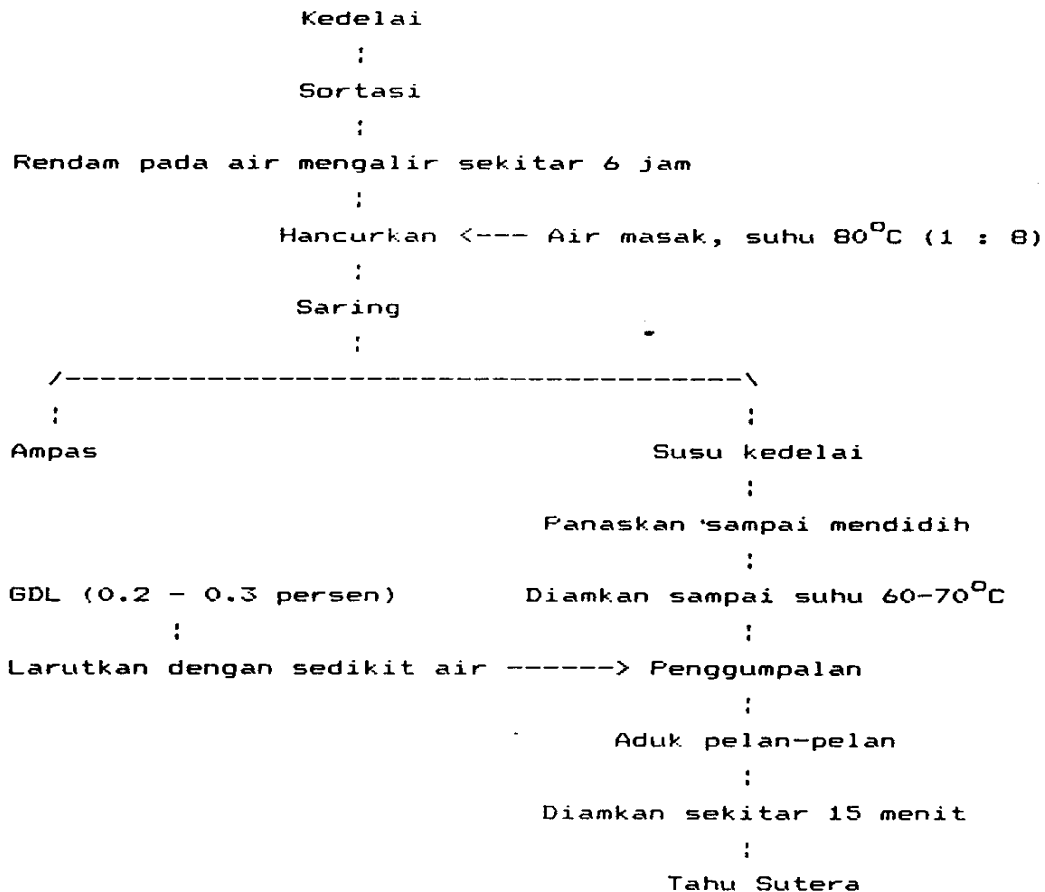 Kedelai
Sortasi
Rendam pada air mengalir sekitar 6 jam
Hancurkan <--- Air masak, suhu 80°C (1 : 8)
Saring
Ampas
Susu kedelai
Panaskan sampai mendidih
GDL (0.2 - 0.3 persen)
Diamkan sampai suhu 60-70°C
Larutkan dengan sedikit air ------> Penggumpalan
Aduk pelan-pelan
Diamkan sekitar 15 menit
Tahu Sutera